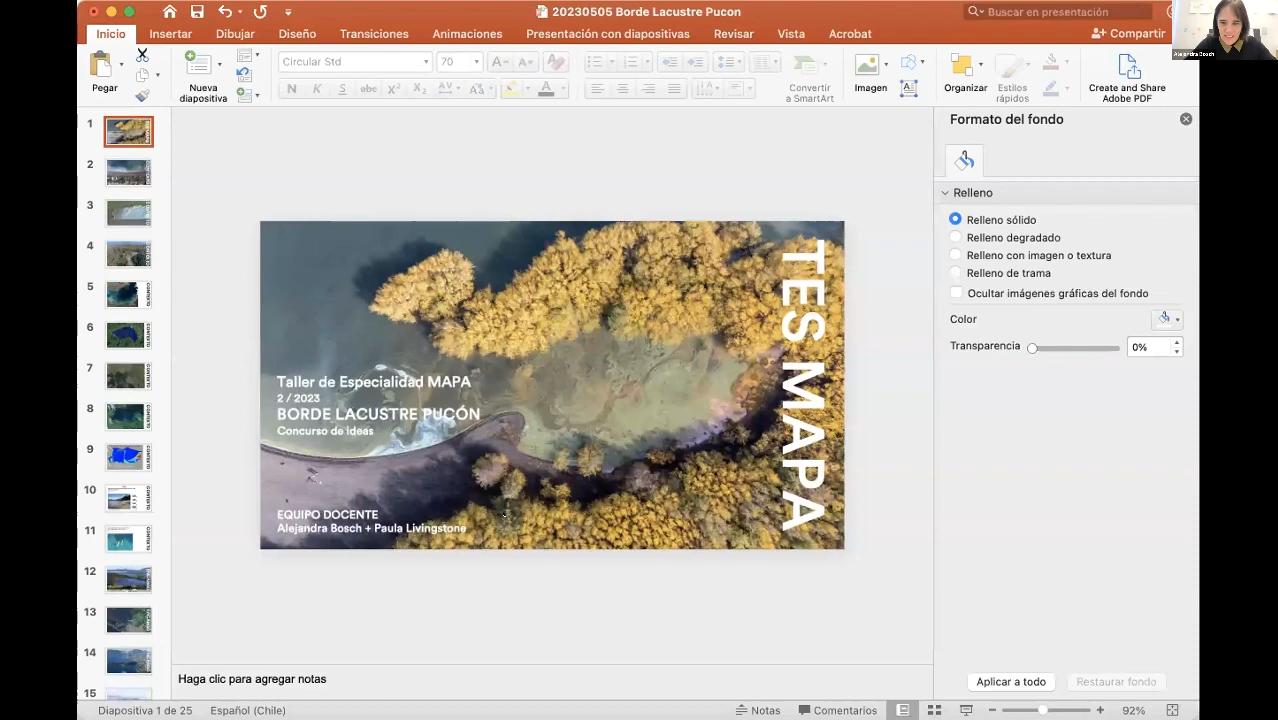 20230505 Borde Lacustre Pucon
Buscar en presentación
Inicio
Insertar
Dibujar
Diseño
Transiciones
Animaciones
Presentación con diapositivas
Revisar
Vista
Acrobat
Compartir
Alejandra Bosch
Pegar
Nueva
diapositiva
Circular Std
70
Convertir
a SmartArt
Imagen
Organizar
Estilos
rápidos
Create and Share
Adobe PDF
1
2
3
4
5
6
7
8
9
10
11
12
13
14
15
Taller de Especialidad MAPA
2 / 2023
BORDE LACUSTRE PUCÓN
Concurso de ideas
EQUIPO DOCENTE
Alejandra Bosch + Paula Livingstone
TES MAPA
Formato del fondo
Relleno
Relleno sólido
Relleno degradado
Relleno con imagen o textura
Relleno de trama
Ocultar imágenes gráficas del fondo
Color
Transparencia
0%
Aplicar a todo
Restaurar fondo
Haga clic para agregar notas
Diapositiva 1 de 25
Español (Chile)
Notas
Comentarios
92%